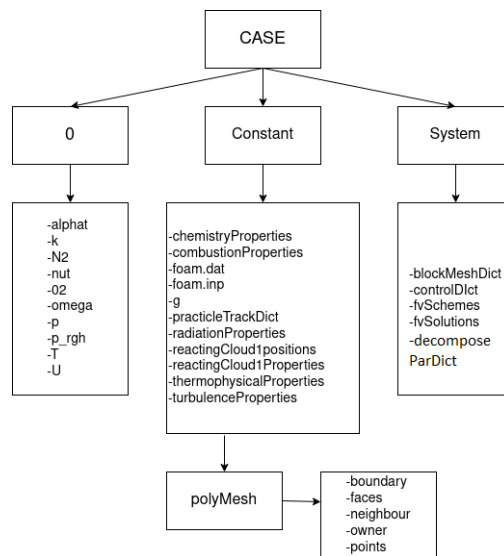 CASE
0
Constant
System
-alphat
-k
-N2
-nut
-02
-omega
-p
-p_rgh
-T
-U
-chemistryProperties
-combustionProperties
-foam.dat
-foam.inp
-g
-practicleTrackDict
-radiationProperties
-reactingCloud1positions
-reactingCloud1Properties
-thermophysicalProperties
-turbulenceProperties
-blockMeshDict
-controlDIct
-fvSchemes
-fvSolutions
-decompose
ParDict
polyMesh
-boundary
-faces
-neighbour
-owner
-points